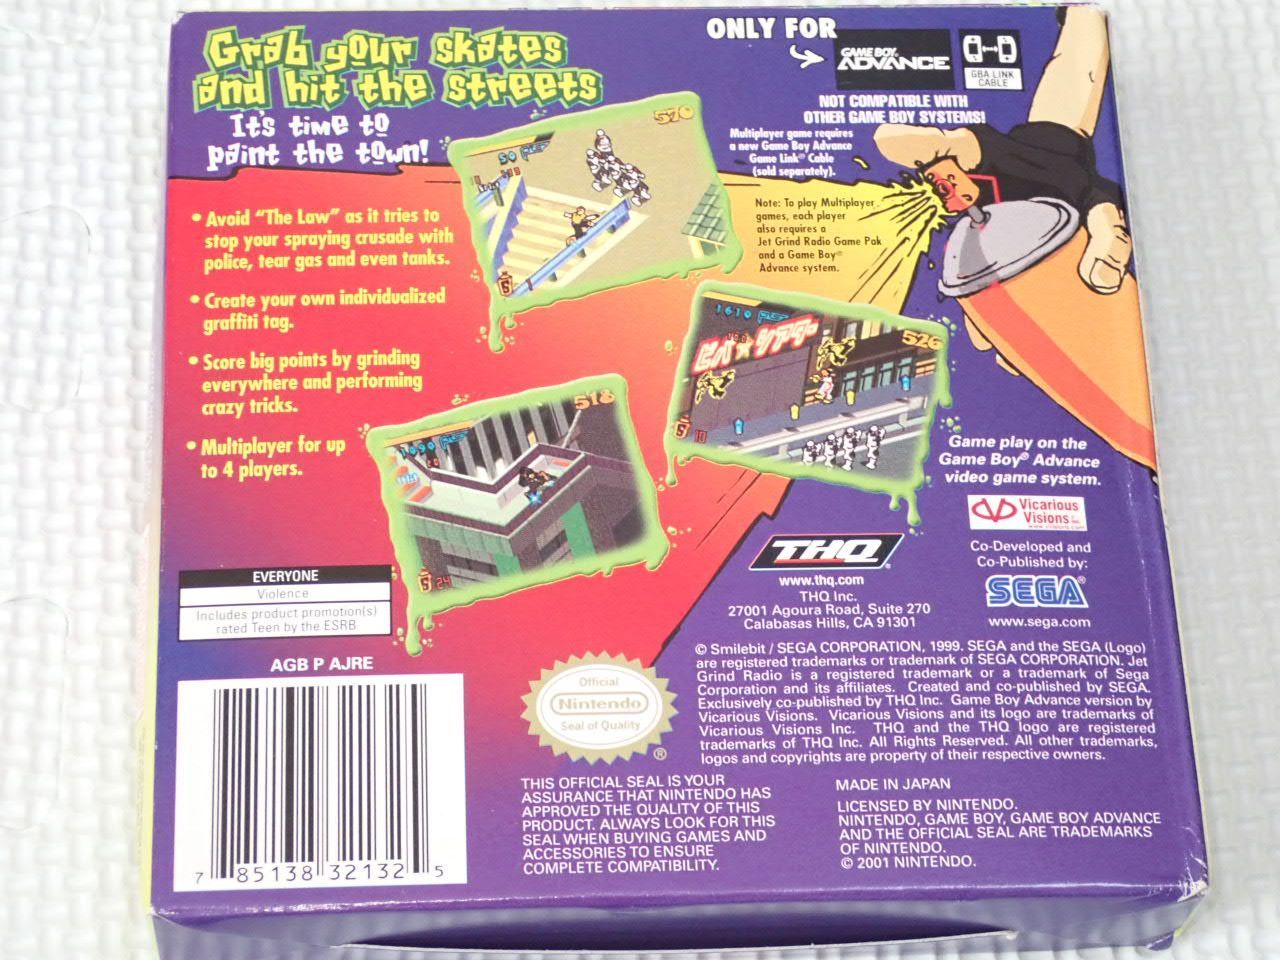 Grab your skates
and hit the streets
It's time to
paint the town!
ONLY FOR
GAME BOY
ADVANCE
GBA LINK
CABLE
NOT COMPATIBLE WITH
OTHER GAME BOY SYSTEMS!
Multiplayer game requires
a new Game Boy Advance
Game Link® Cable
(sold separately).
Note: To play Multiplayer
games, each player
also requires a
Jet Grind Radio Game Pak
and a Game Boy®
Advance system.
• Avoid "The Law" as it tries to
stop your spraying crusade with
police, tear gas and even tanks.
• Create your own individualized
graffiti tag.
• Score big points by grinding
everywhere and performing
crazy tricks.
• Multiplayer for up
to 4 players.
50
570
1610
526
10
1090
518
24
Game play on the
Game Boy® Advance
video game system.
Vicarious
Visions
THQ
www.thq.com
THQ Inc.
27001 Agoura Road, Suite 270
Calabasas Hills, CA 91301
Co-Developed and
Co-Published by:
SEGA®
www.sega.com
EVERYONE
Violence
Includes product promotion(s)
rated Teen by the ESRB
AGB P AJRE
7 85138 32132 5
Official
Nintendo
Seal of Quality
®
© Smilebit / SEGA CORPORATION, 1999. SEGA and the SEGA (Logo)
are registered trademarks or trademark of SEGA CORPORATION. Jet
Grind Radio is a registered trademark or a trademark of Sega
Corporation and its affiliates. Created and co-published by SEGA.
Exclusively co-published by THQ Inc. Game Boy Advance version by
Vicarious Visions. Vicarious Visions and its logo are trademarks of
Vicarious Visions Inc. THQ and the THQ logo are registered
trademarks of THQ Inc. All Rights Reserved. All other trademarks,
logos and copyrights are property of their respective owners.
THIS OFFICIAL SEAL IS YOUR
ASSURANCE THAT NINTENDO HAS
APPROVED THE QUALITY OF THIS
PRODUCT. ALWAYS LOOK FOR THIS
SEAL WHEN BUYING GAMES AND
ACCESSORIES TO ENSURE
COMPLETE COMPATIBILITY.
MADE IN JAPAN
LICENSED BY NINTENDO.
NINTENDO, GAME BOY, GAME BOY ADVANCE
AND THE OFFICIAL SEAL ARE TRADEMARKS
OF NINTENDO.
© 2001 NINTENDO.